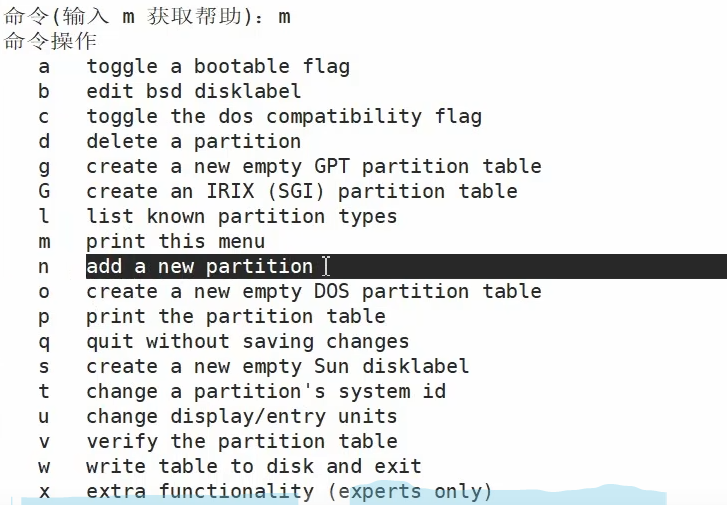 命令(输入 m 获取帮助)：m
命令操作
a   toggle a bootable flag
b   edit bsd disklabel
c   toggle the dos compatibility flag
d   delete a partition
g   create a new empty GPT partition table
G   create an IRIX (SGI) partition table
l   list known partition types
m   print this menu
n   add a new partition
o   create a new empty DOS partition table
p   print the partition table
q   quit without saving changes
s   create a new empty Sun disklabel
t   change a partition's system id
u   change display/entry units
v   verify the partition table
w   write table to disk and exit
x   extra functionality (experts only)